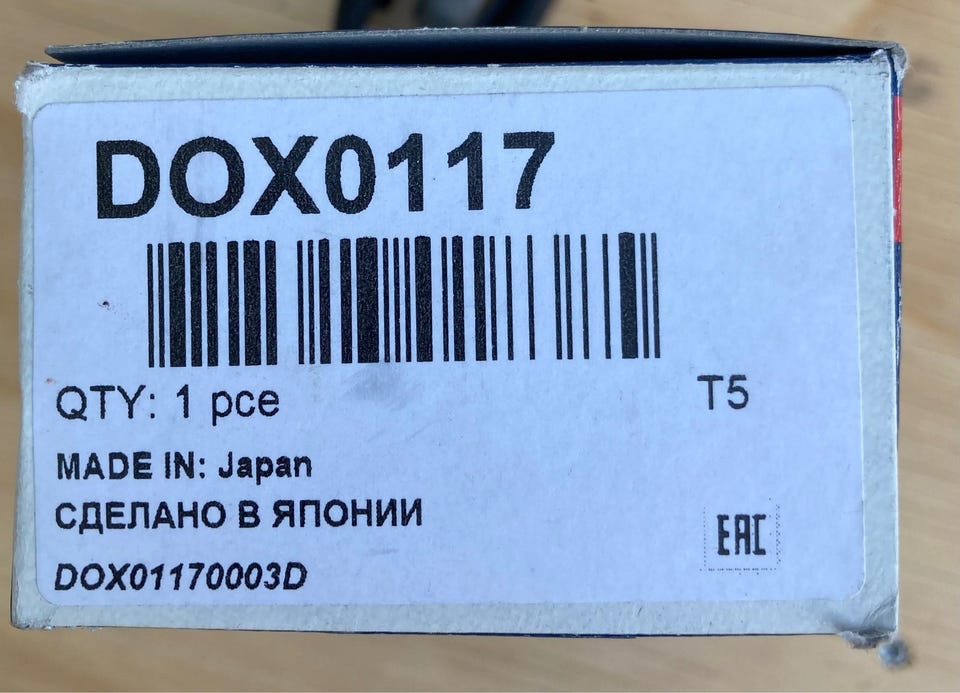 DOX0117
QTY: 1 pce
T5
MADE IN: Japan
СДЕЛАНО В ЯПОНИИ
EAC
DOX01170003D